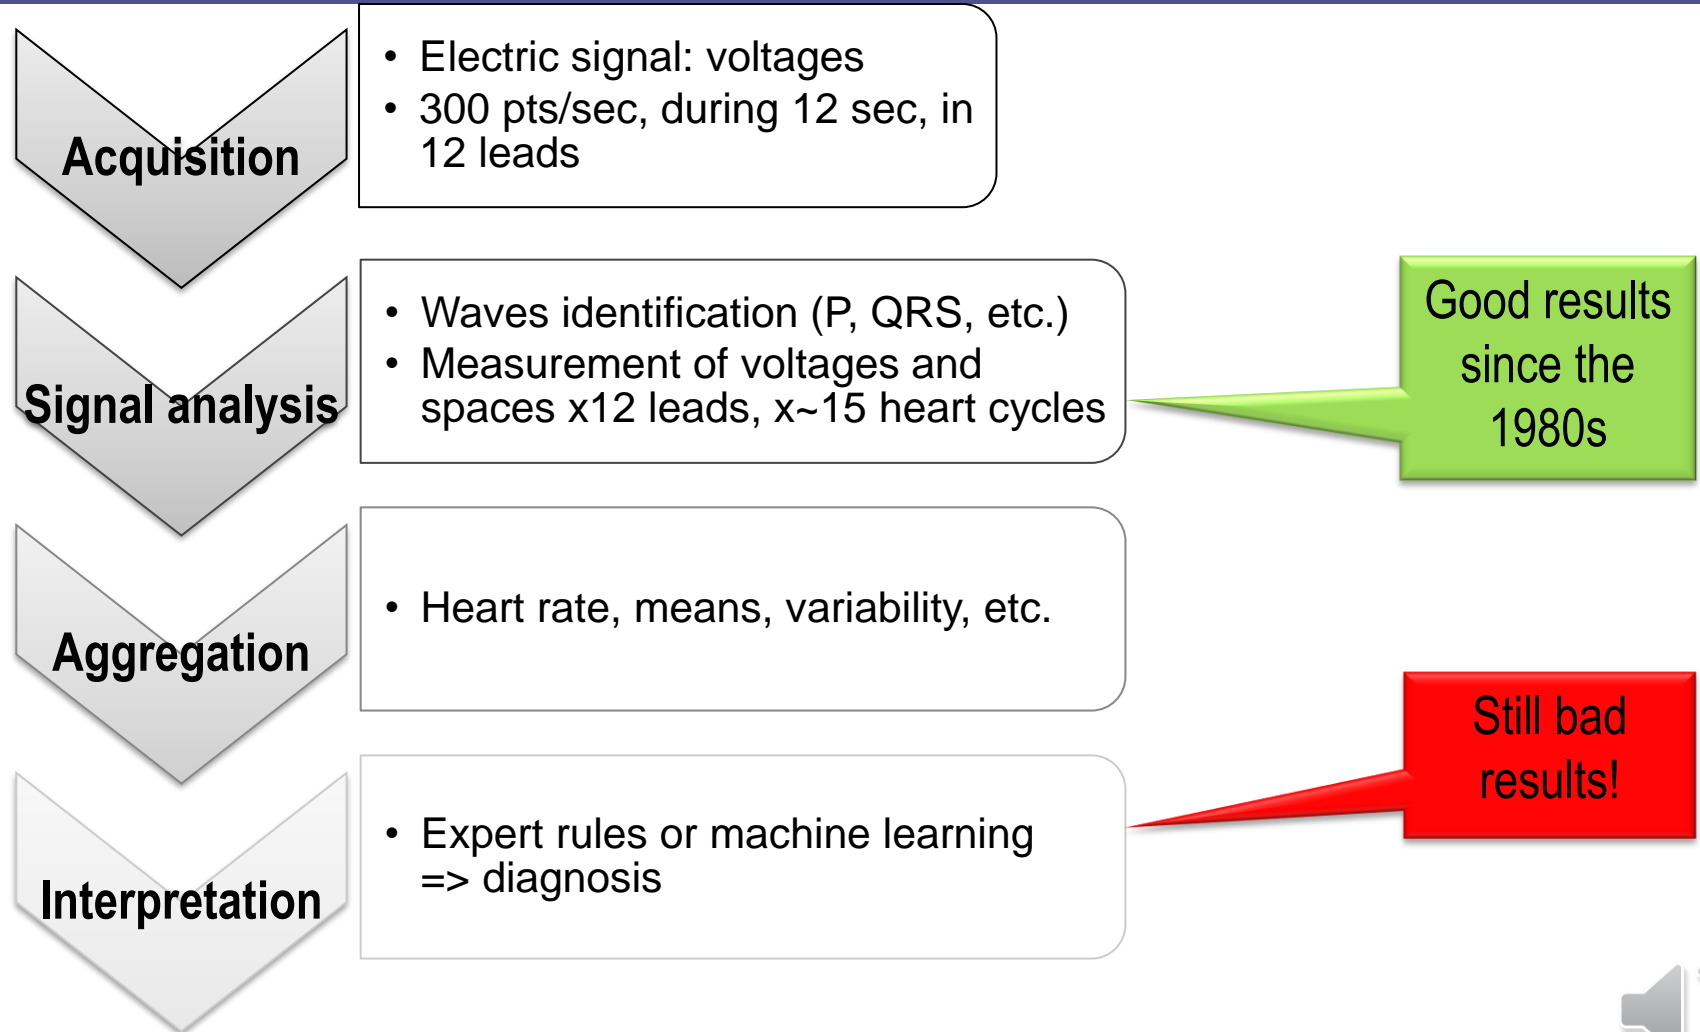 Acquisition
• Electric signal: voltages
• 300 pts/sec, during 12 sec, in
12 leads
Signal analysis
• Waves identification (P, QRS, etc.)
• Measurement of voltages and
spaces x12 leads, x~15 heart cycles
Good results
since the
1980s
Aggregation
• Heart rate, means, variability, etc.
Interpretation
• Expert rules or machine learning
=> diagnosis
Still bad
results!